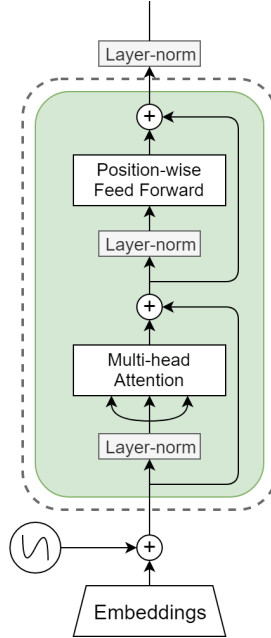 Layer-norm
+
Position-wise
Feed Forward
Layer-norm
+
Multi-head
Attention
Layer-norm
+
Embeddings